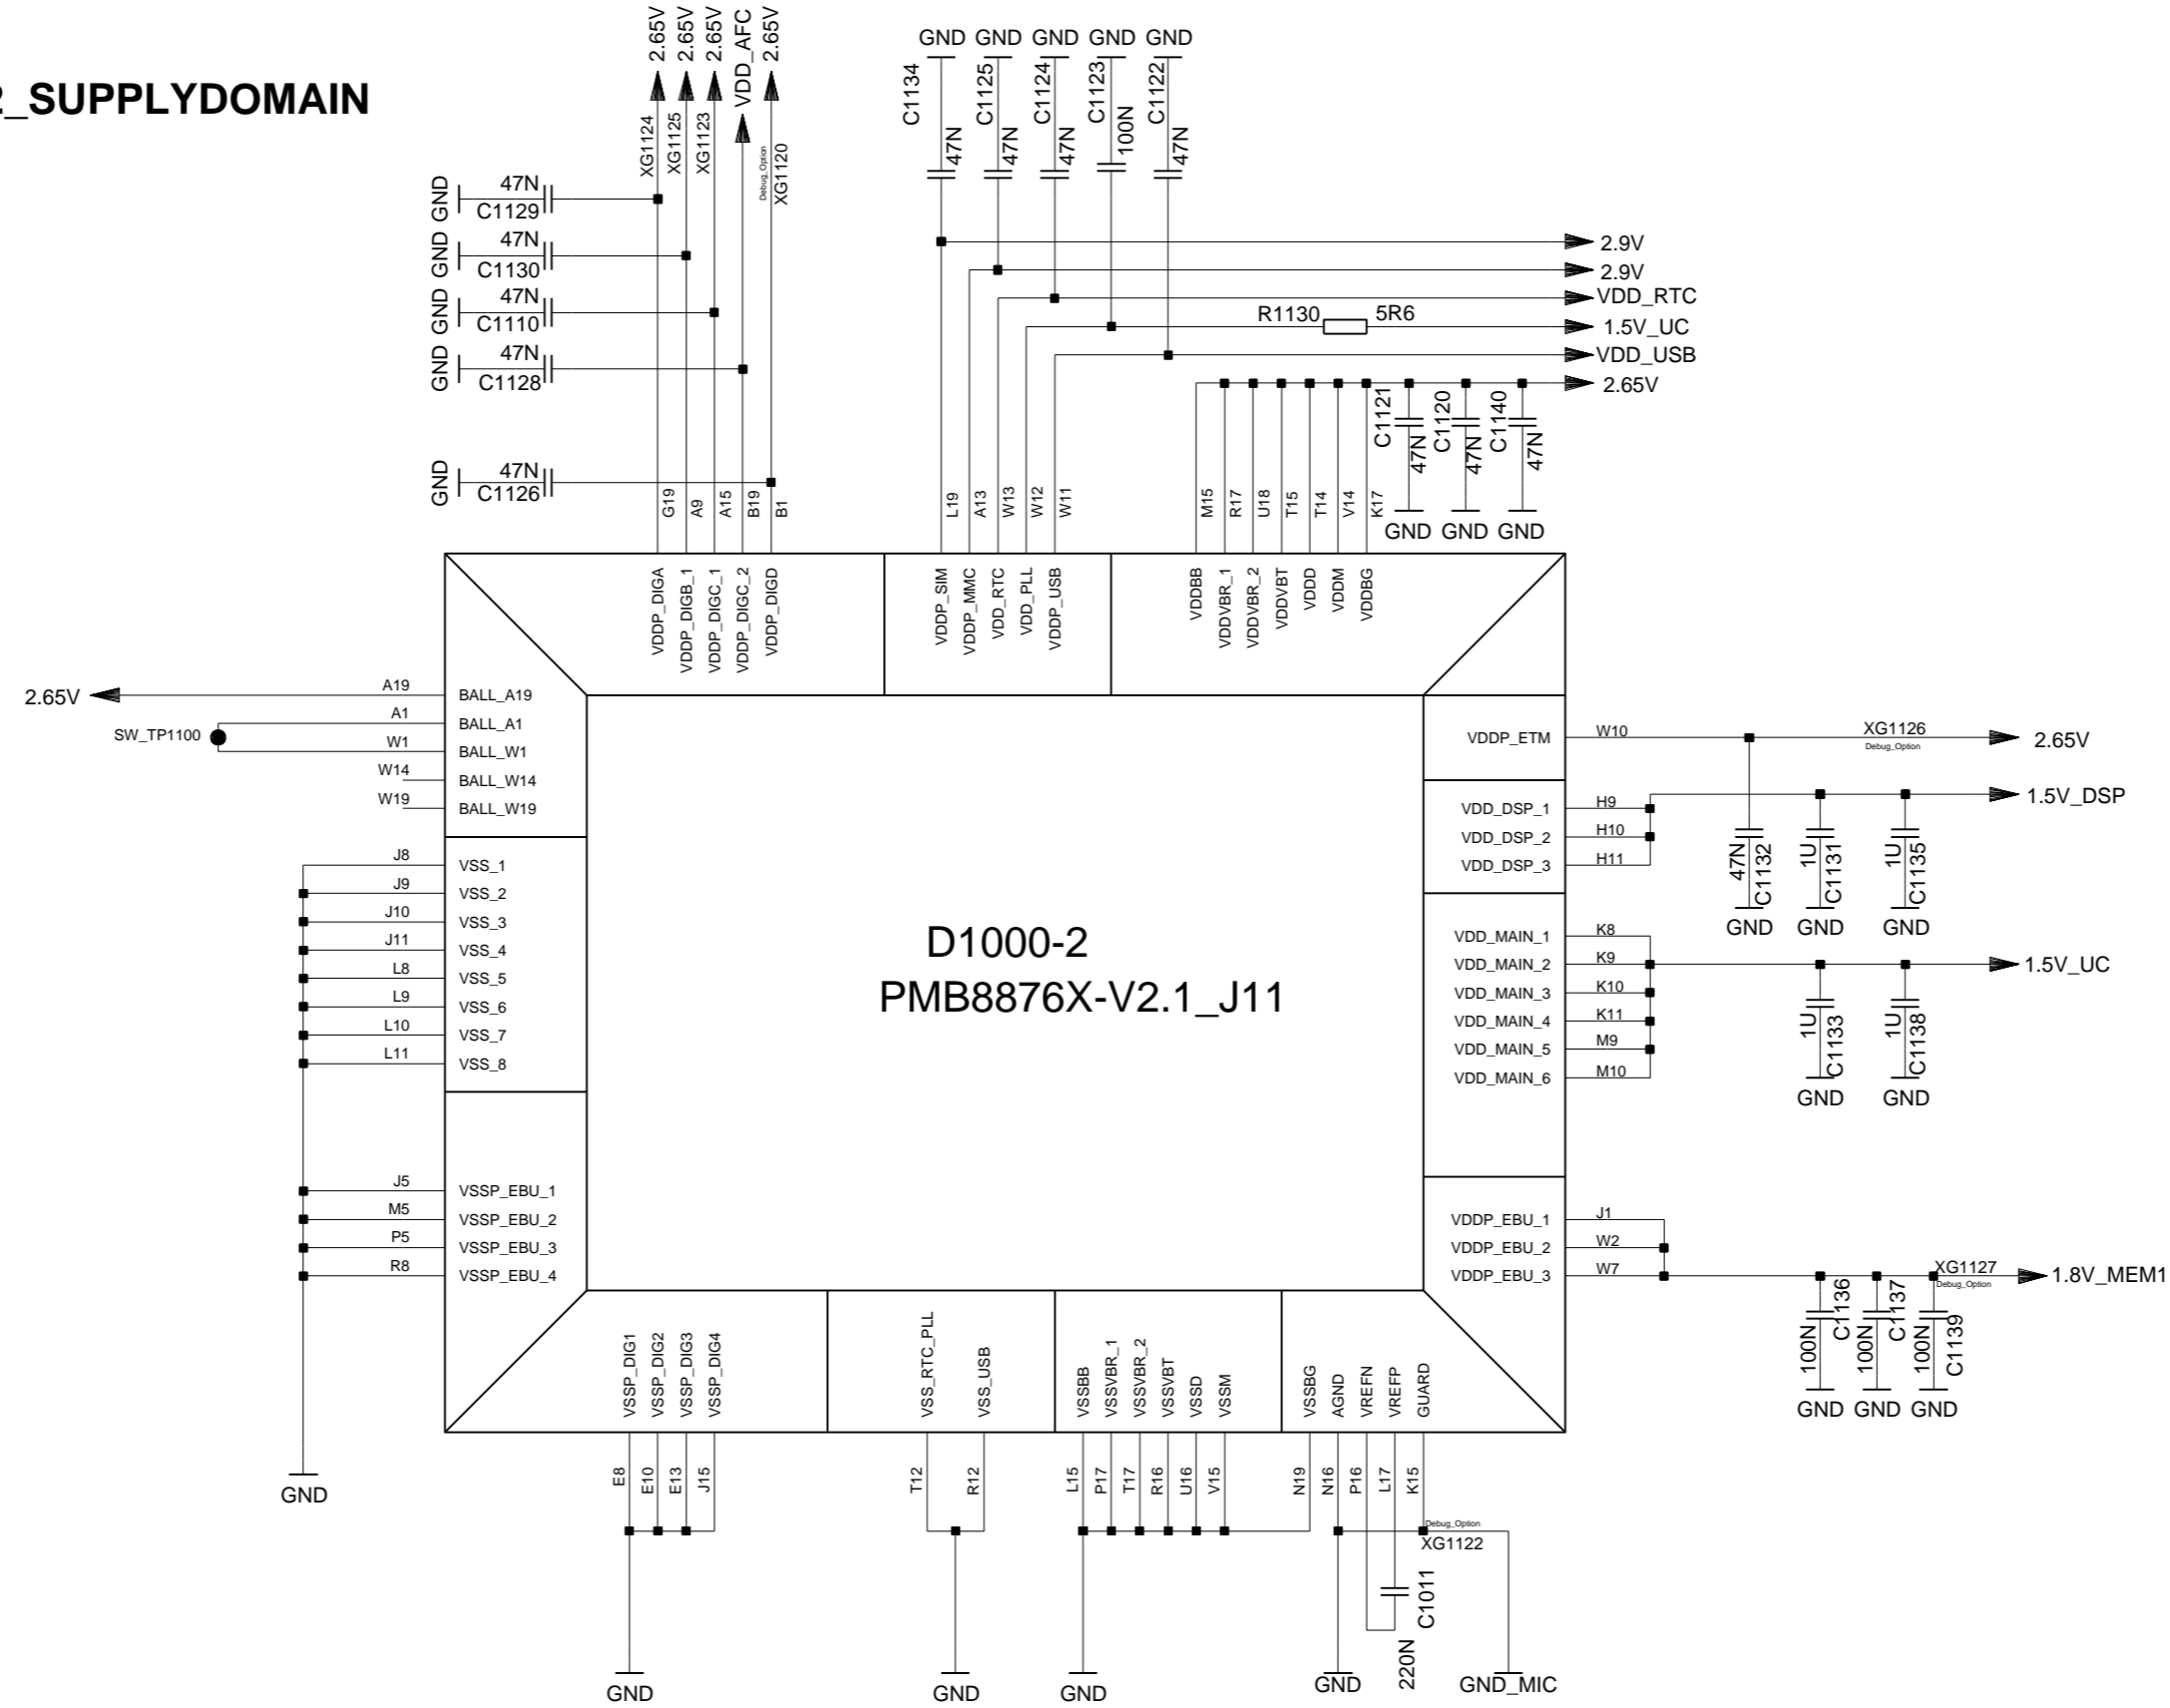 2_SUPPLYDOMAIN
2.65V
2.65V
2.65V
VDD_AFC
2.65V
XG1124
XG1125
XG1123
Debug_Option
XG1120
GND
47N
C1129
GND
47N
C1130
GND
47N
C1110
GND
47N
C1128
GND
47N
C1126
G19
A9
A15
B19
B1
GND GND GND GND GND
C1134
47N
C1125
47N
C1124
47N
C1123
100N
C1122
47N
2.9V
2.9V
VDD_RTC
R1130 5R6
1.5V_UC
VDD_USB
2.65V
C1121
47N
C1120
47N
C1140
47N
GND GND GND
L19
A13
W13
W12
W11
M15
R17
U18
T15
T14
V14
K17
VDDP_DIGA
VDDP_DIGB_1
VDDP_DIGC_1
VDDP_DIGC_2
VDDP_DIGD
VDDP_SIM
VDDP_MMC
VDD_RTC
VDD_PLL
VDDP_USB
VDDBB
VDDVBR_1
VDDVBR_2
VDDVBT
VDDD
VDDM
VDDBG
2.65V
A19 BALL_A19
A1 BALL_A1
SW_TP1100
W1 BALL_W1
W14 BALL_W14
W19 BALL_W19
J8 VSS_1
J9 VSS_2
J10 VSS_3
J11 VSS_4
L8 VSS_5
L9 VSS_6
L10 VSS_7
L11 VSS_8
J5 VSSP_EBU_1
M5 VSSP_EBU_2
P5 VSSP_EBU_3
R8 VSSP_EBU_4
GND
D1000-2
PMB8876X-V2.1_J11
VDDP_ETM W10
XG1126
Debug_Option
2.65V
VDD_DSP_1 H9
VDD_DSP_2 H10
VDD_DSP_3 H11
1.5V_DSP
47N
C1132
1U
C1131
1U
C1135
GND GND GND
VDD_MAIN_1 K8
VDD_MAIN_2 K9
VDD_MAIN_3 K10
VDD_MAIN_4 K11
VDD_MAIN_5 M9
VDD_MAIN_6 M10
1.5V_UC
1U
C1133
1U
C1138
GND GND
VDDP_EBU_1 J1
VDDP_EBU_2 W2
VDDP_EBU_3 W7
XG1127
Debug_Option
1.8V_MEM1
100N
C1136
100N
C1137
100N
C1139
GND GND GND
VSSP_DIG1
VSSP_DIG2
VSSP_DIG3
VSSP_DIG4
VSS_RTC_PLL
VSS_USB
VSSBB
VSSVBR_1
VSSVBR_2
VSSVBT
VSSD
VSSM
VSSBG
AGND
VREFN
VREFP
GUARD
E8
E10
E13
J15
T12
R12
L15
P17
T17
R16
U16
V15
N19
N16
P16
L17
K15
Debug_Option
XG1122
C1011
220N
GND
GND
GND
GND
GND_MIC